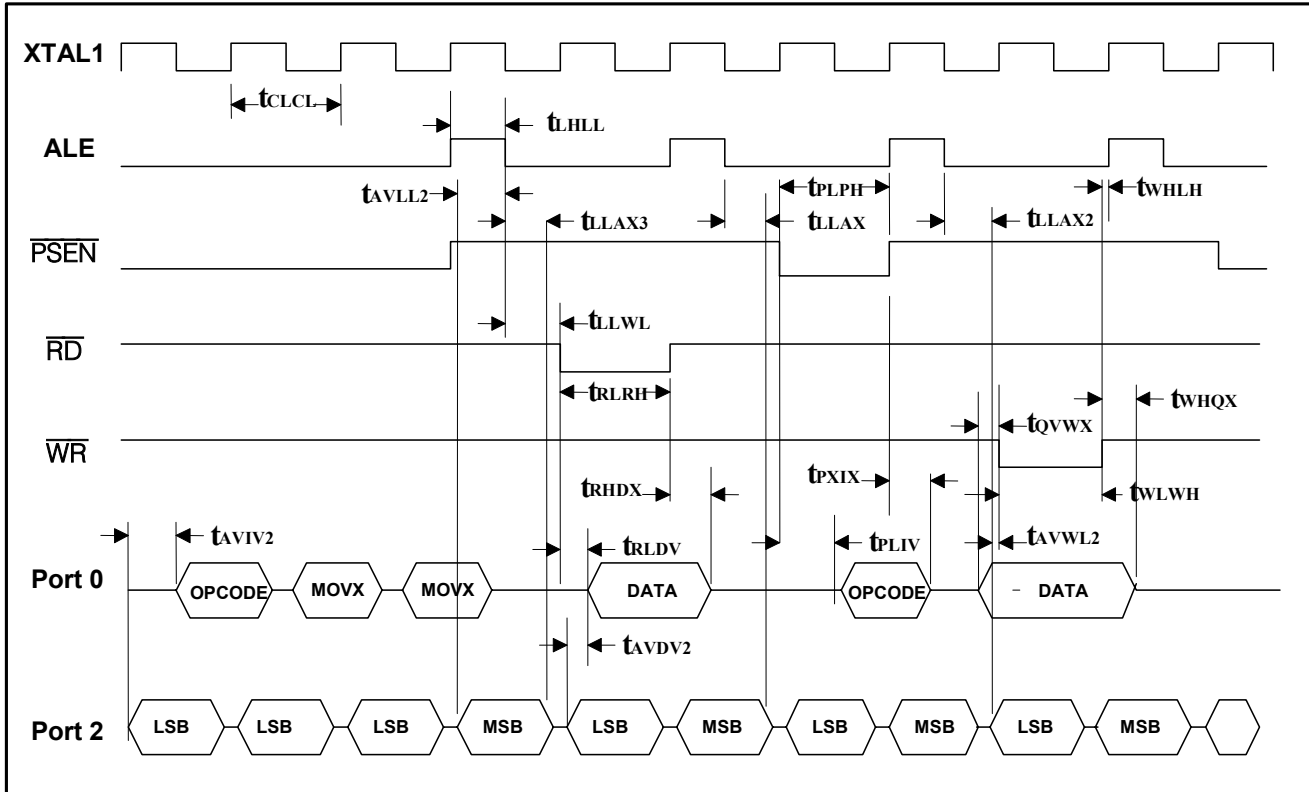 XTAL1
tCLCL
tLHLL
ALE
tAVLL2
tPLPH
tWHLH
tLLAX3
tLLAX
tLLAX2
PSEN
tLLWL
RD
tRLRH
tWHQX
tQVWX
WR
tRHDX
tPXIX
tWLWH
tAVIV2
tRLDV
tPLIV
tAVWL2
Port 0
OPCODE MOVX MOVX DATA OPCODE DATA
tAVDV2
Port 2
LSB LSB LSB MSB LSB MSB LSB MSB LSB MSB